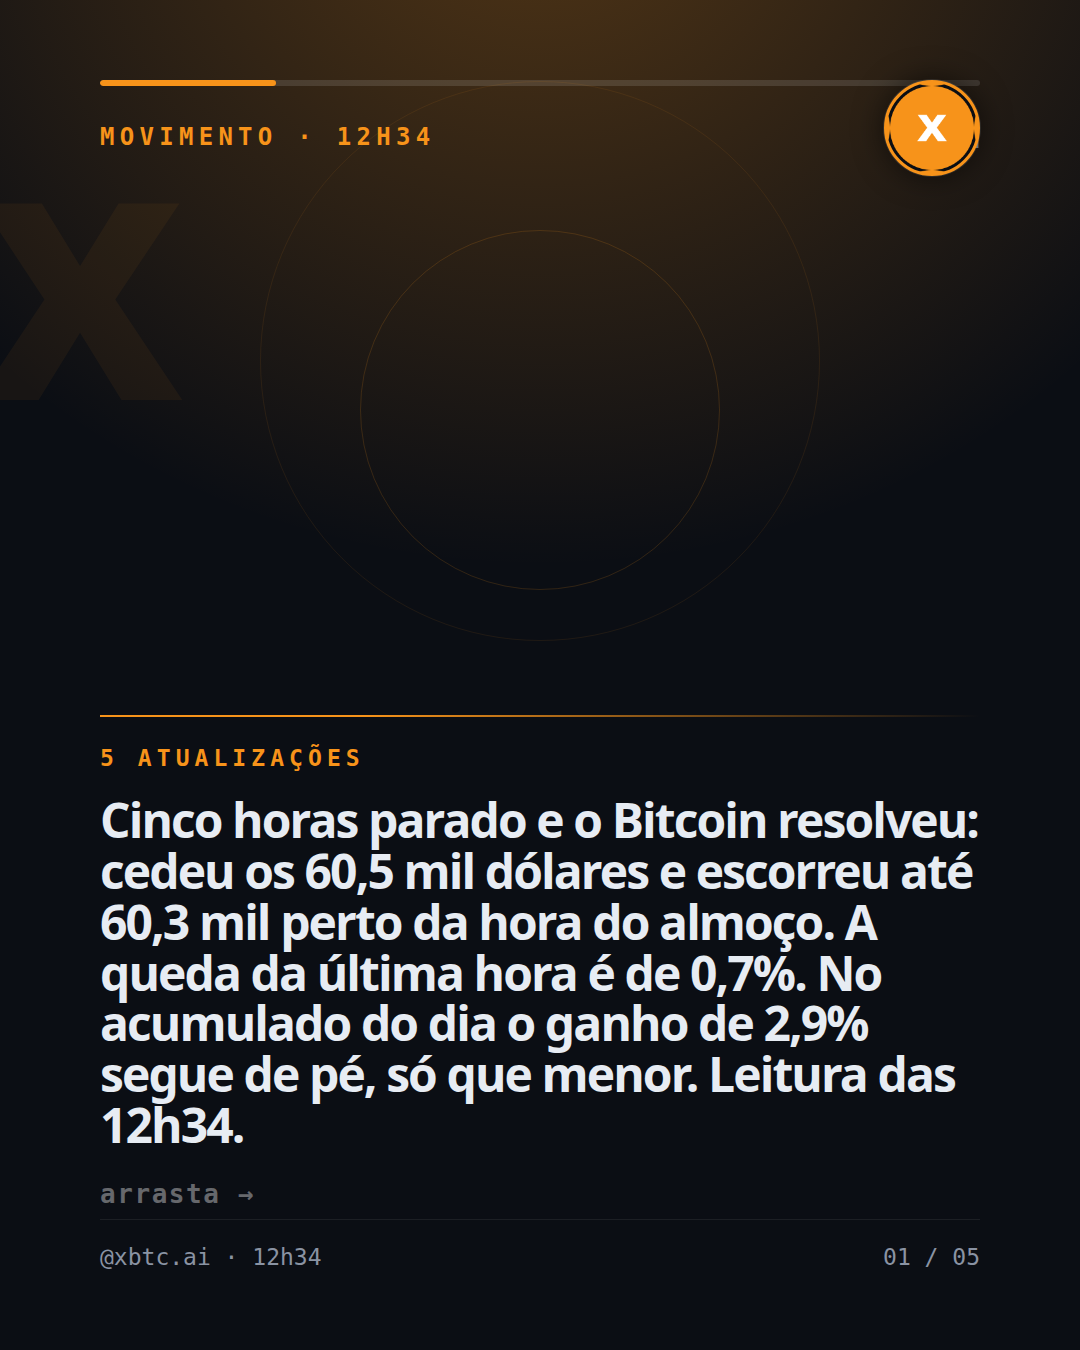 MOVIMENTO · 12H34
X
X
5 ATUALIZAÇÕES
Cinco horas parado e o Bitcoin resolveu:
cedeu os 60,5 mil dólares e escorreu até
60,3 mil perto da hora do almoço. A
queda da última hora é de 0,7%. No
acumulado do dia o ganho de 2,9%
segue de pé, só que menor. Leitura das
12h34.
arrasta →
@xbtc.ai · 12h34
01 / 05